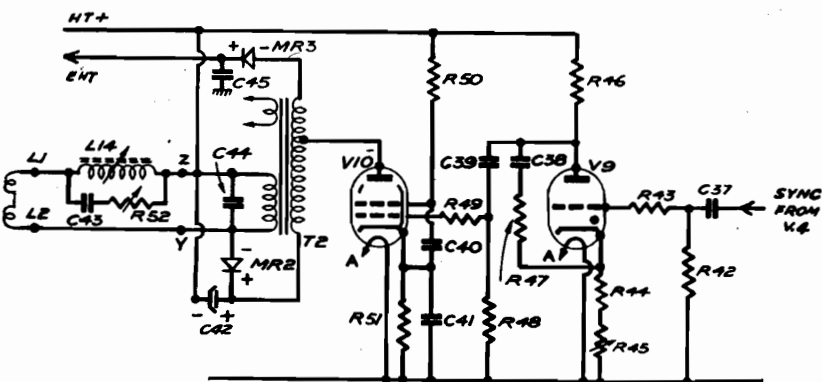 HT+
EHT
+
-MR3
C45
R50
R46
L14
L1
Z
C44
V10
C39
C38
V9
C43
R52
R49
R43
C37
SYNC
FROM
V.4
L2
Y
T2
A
C40
A
-
MR2
+
R47
R44
R42
-
+
C42
R51
C41
R48
R45